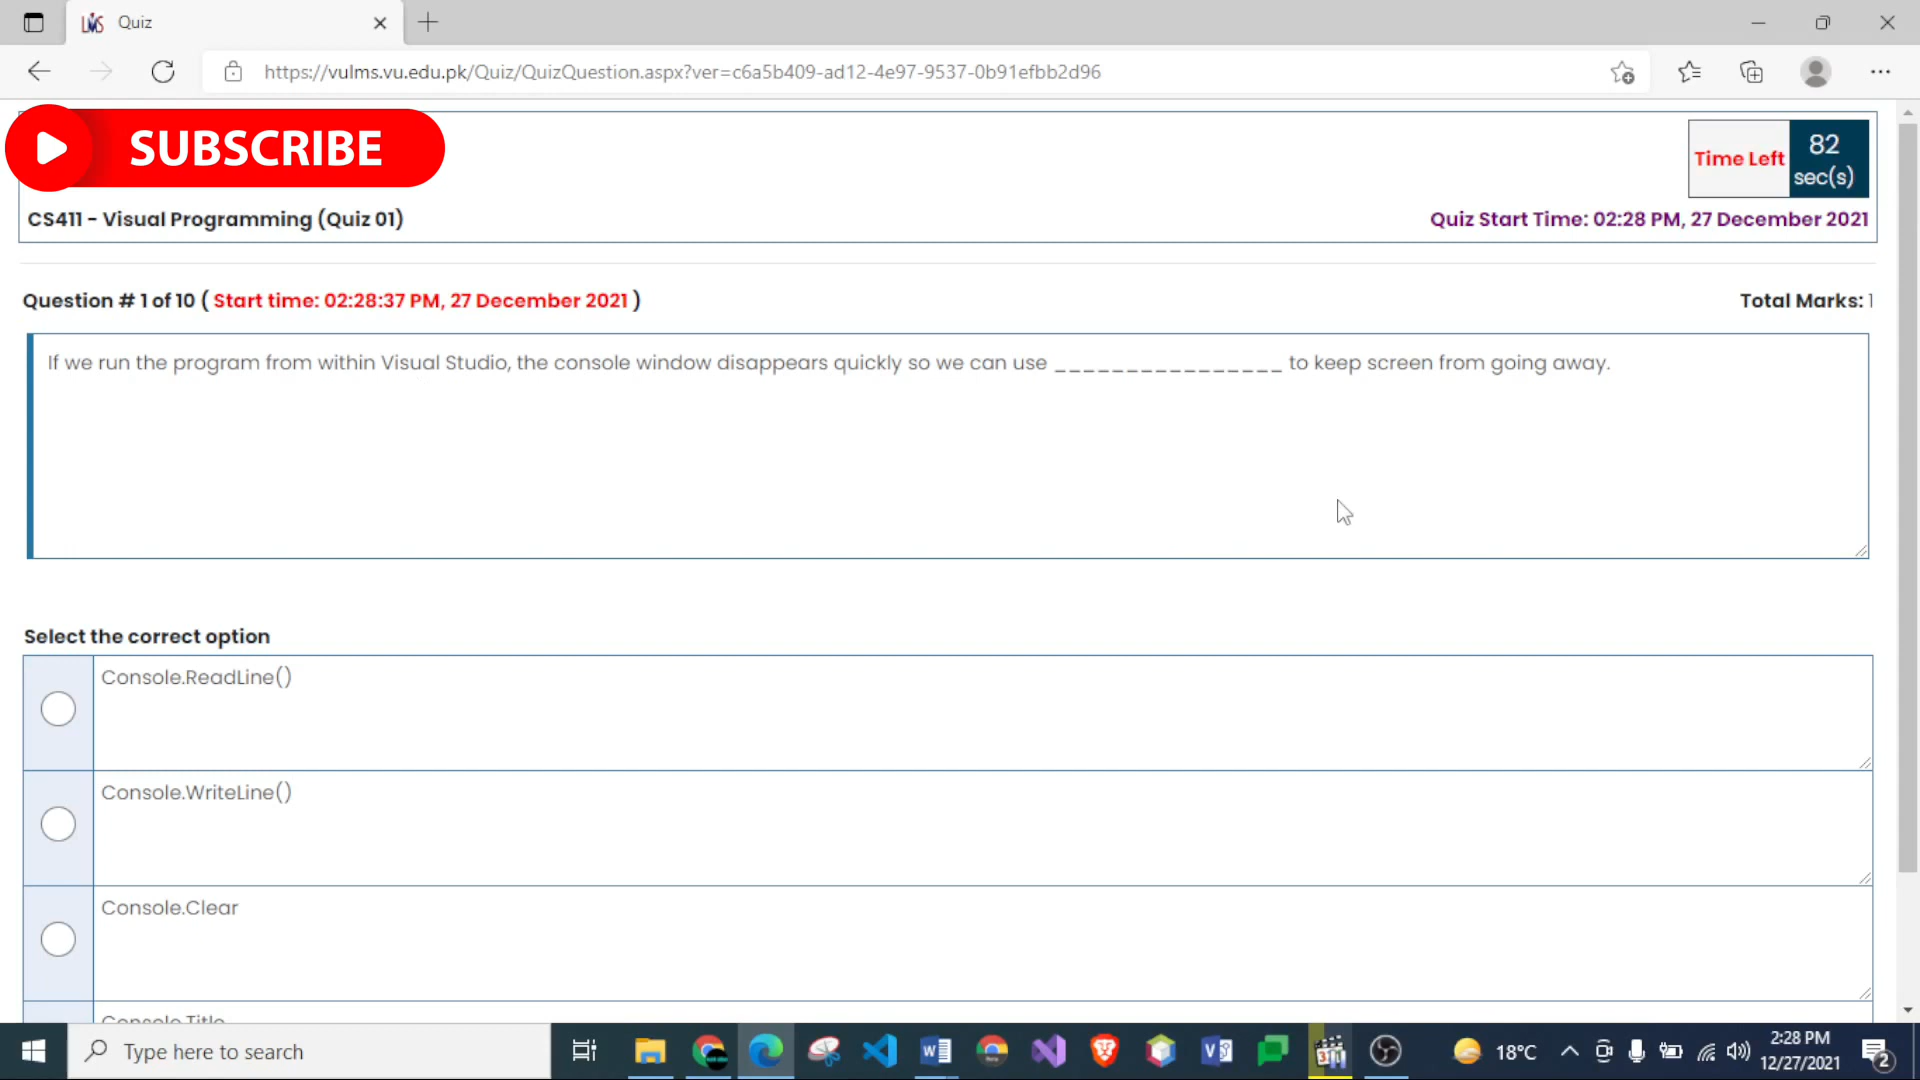 Quiz
https://vulms.vu.edu.pk/Quiz/QuizQuestion.aspx?ver=c6a5b409-ad12-4e97-9537-0b91efbb2d96
SUBSCRIBE
Time Left
82
sec(s)
CS411 - Visual Programming (Quiz 01)
Quiz Start Time: 02:28 PM, 27 December 2021
Question # 1 of 10 ( Start time: 02:28:37 PM, 27 December 2021 )
Total Marks: 1
If we run the program from within Visual Studio, the console window disappears quickly so we can use ________________ to keep screen from going away.
Select the correct option
Console.ReadLine()
Console.WriteLine()
Console.Clear
Console.Title
Type here to search
18°C
2:28 PM
12/27/2021
2